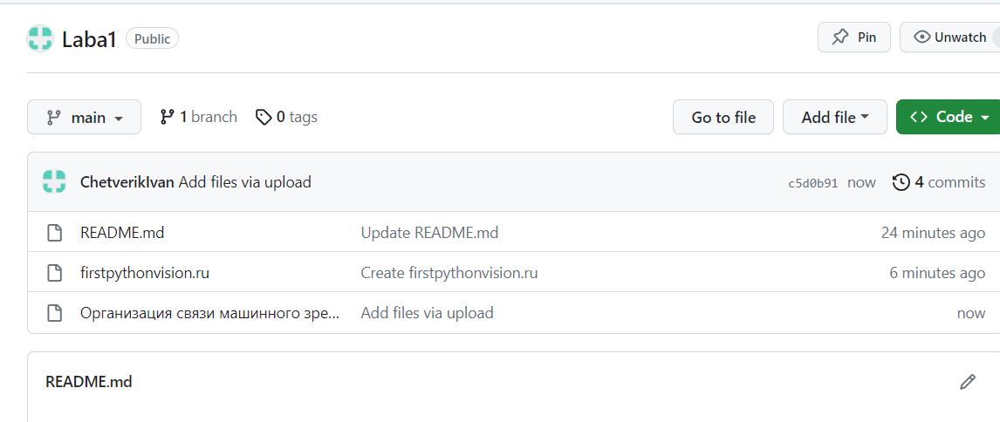 Laba1 Public Pin Unwatch
main 1 branch 0 tags Go to file Add file Code
ChetverikIvan Add files via upload c5d0b91 now 4 commits
README.md Update README.md 24 minutes ago
firstpythonvision.ru Create firstpythonvision.ru 6 minutes ago
Организация связи машинного зре... Add files via upload now
README.md